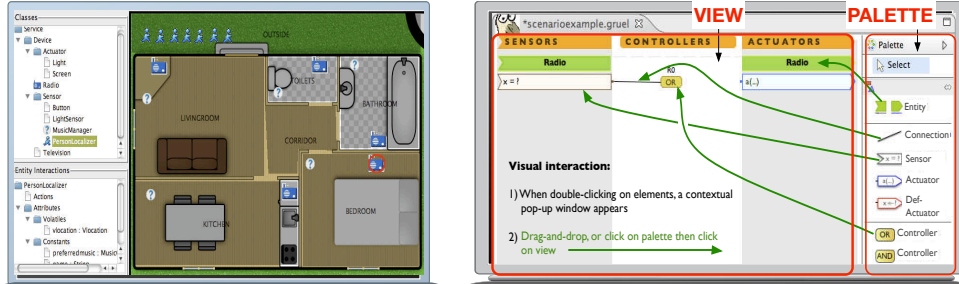 Classes
Service
Device
Actuator
Light
Screen
Radio
Sensor
Button
LightSensor
MusicManager
PersonLocalizer
Television
Entity Interactions
PersonLocalizer
Actions
Attributes
Volatiles
vlocation : Vlocation
Constants
preferredmusic : Music
OUTSIDE
TOILETS
BATHROOM
LIVINGROOM
CORRIDOR
KITCHEN
BEDROOM
VIEW
PALETTE
*scenarioexample.gruel
SENSORS
CONTROLLERS
ACTUATORS
Radio
Radio
x = ?
R0
OR
a(...)
Visual interaction:
1) When double-clicking on elements, a contextual
pop-up window appears
2) Drag-and-drop, or click on palette then click
on view
Palette
Select
Entity
Connection
x = ? Sensor
a(...) Actuator
x = ? Def-
Actuator
OR Controller
AND Controller